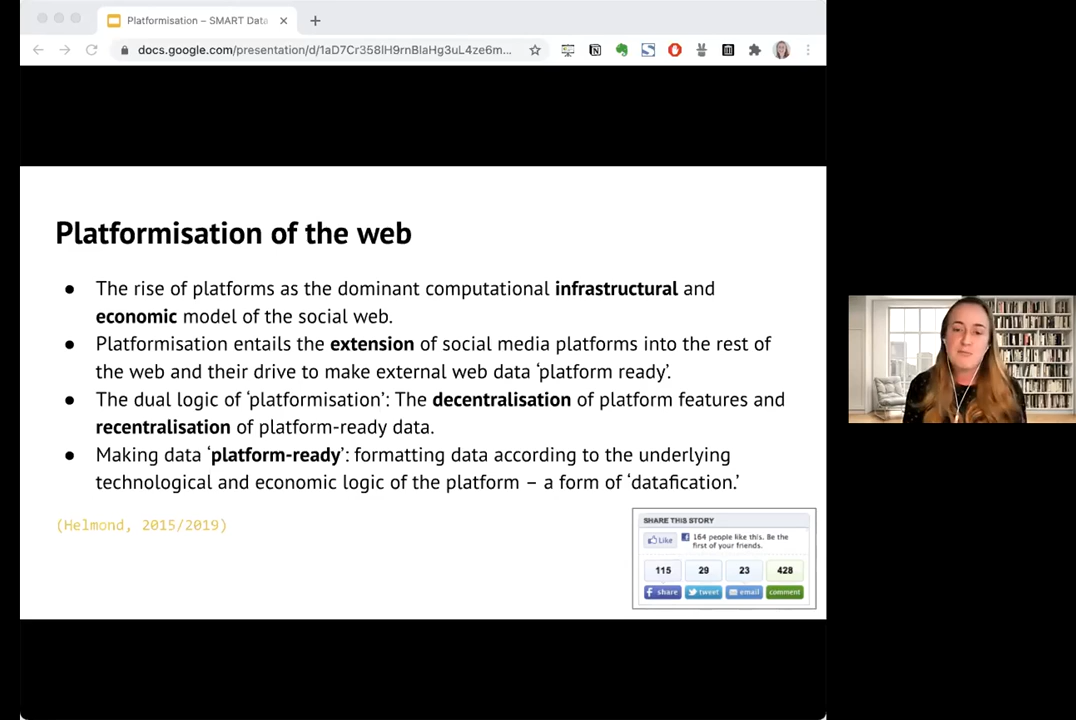 Platformisation – SMART Data
docs.google.com/presentation/d/1aD7Cr358IH9rnBlaHg3uL4ze6m...
Platformisation of the web
● The rise of platforms as the dominant computational infrastructural and
economic model of the social web.
● Platformisation entails the extension of social media platforms into the rest of
the web and their drive to make external web data ‘platform ready’.
● The dual logic of ‘platformisation’: The decentralisation of platform features and
recentralisation of platform-ready data.
● Making data ‘platform-ready’: formatting data according to the underlying
technological and economic logic of the platform – a form of ‘datafication.’
(Helmond, 2015/2019)
SHARE THIS STORY
Like
164 people like this. Be the
first of your friends.
115 29 23 428
share tweet email comment